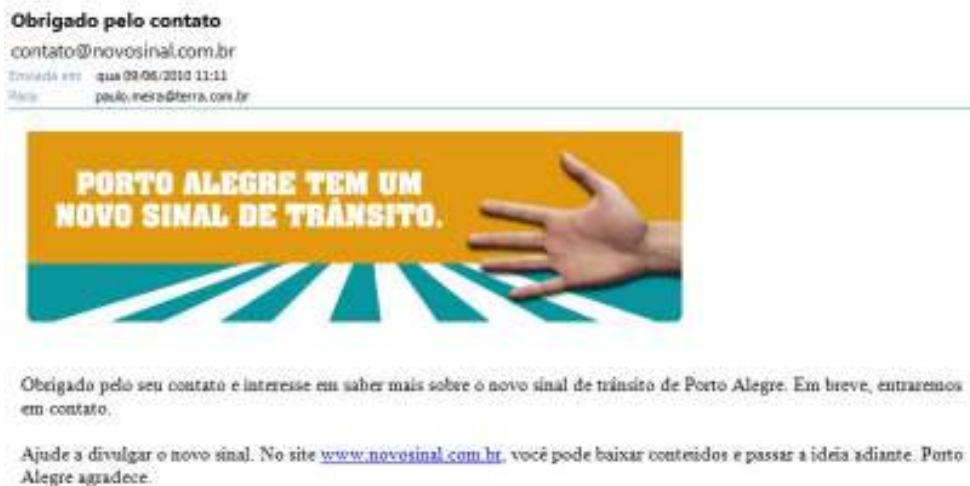 Obrigado pelo contato
contato@novosinal.com.br
Enviada em: qua 09/06/2010 11:11
Para: paulo.meira@terra.com.br
PORTO ALEGRE TEM UM
NOVO SINAL DE TRÂNSITO.
Obrigado pelo seu contato e interesse em saber mais sobre o novo sinal de trânsito de Porto Alegre. Em breve, entraremos
em contato.
Ajude a divulgar o novo sinal. No site www.novosinal.com.br, você pode baixar conteúdos e passar a ideia adiante. Porto
Alegre agradece.